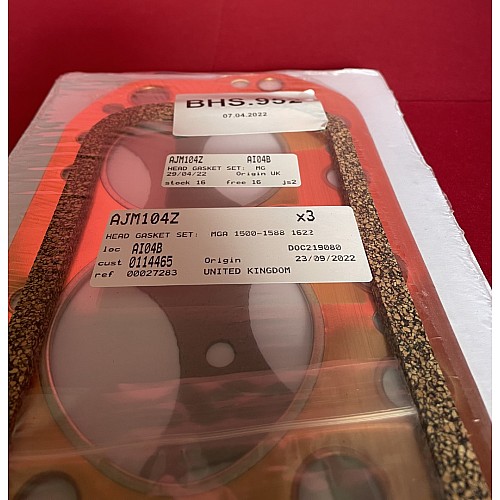 BHS.952
07.04.2022
AJM104Z AI04B
HEAD GASKET SET: MG
29/04/22 Origin UK
stock 16 free 16 js2
AJM104Z x3
HEAD GASKET SET: MGA 1500-1588 1622
loc AI04B DOC219080
cust 0114465 Origin 23/09/2022
ref 00027283 UNITED KINGDOM